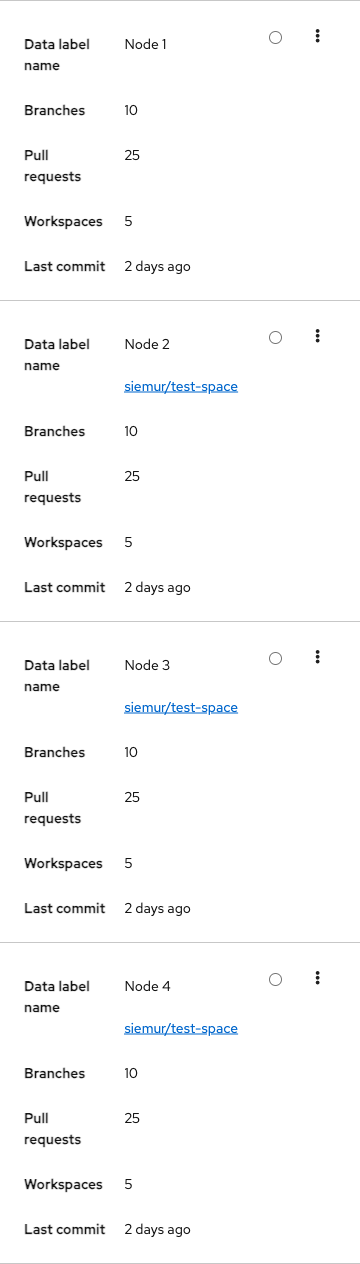 Data label name Node 1
Branches 10
Pull requests 25
Workspaces 5
Last commit 2 days ago
Data label name Node 2
siemur/test-space
Branches 10
Pull requests 25
Workspaces 5
Last commit 2 days ago
Data label name Node 3
siemur/test-space
Branches 10
Pull requests 25
Workspaces 5
Last commit 2 days ago
Data label name Node 4
siemur/test-space
Branches 10
Pull requests 25
Workspaces 5
Last commit 2 days ago